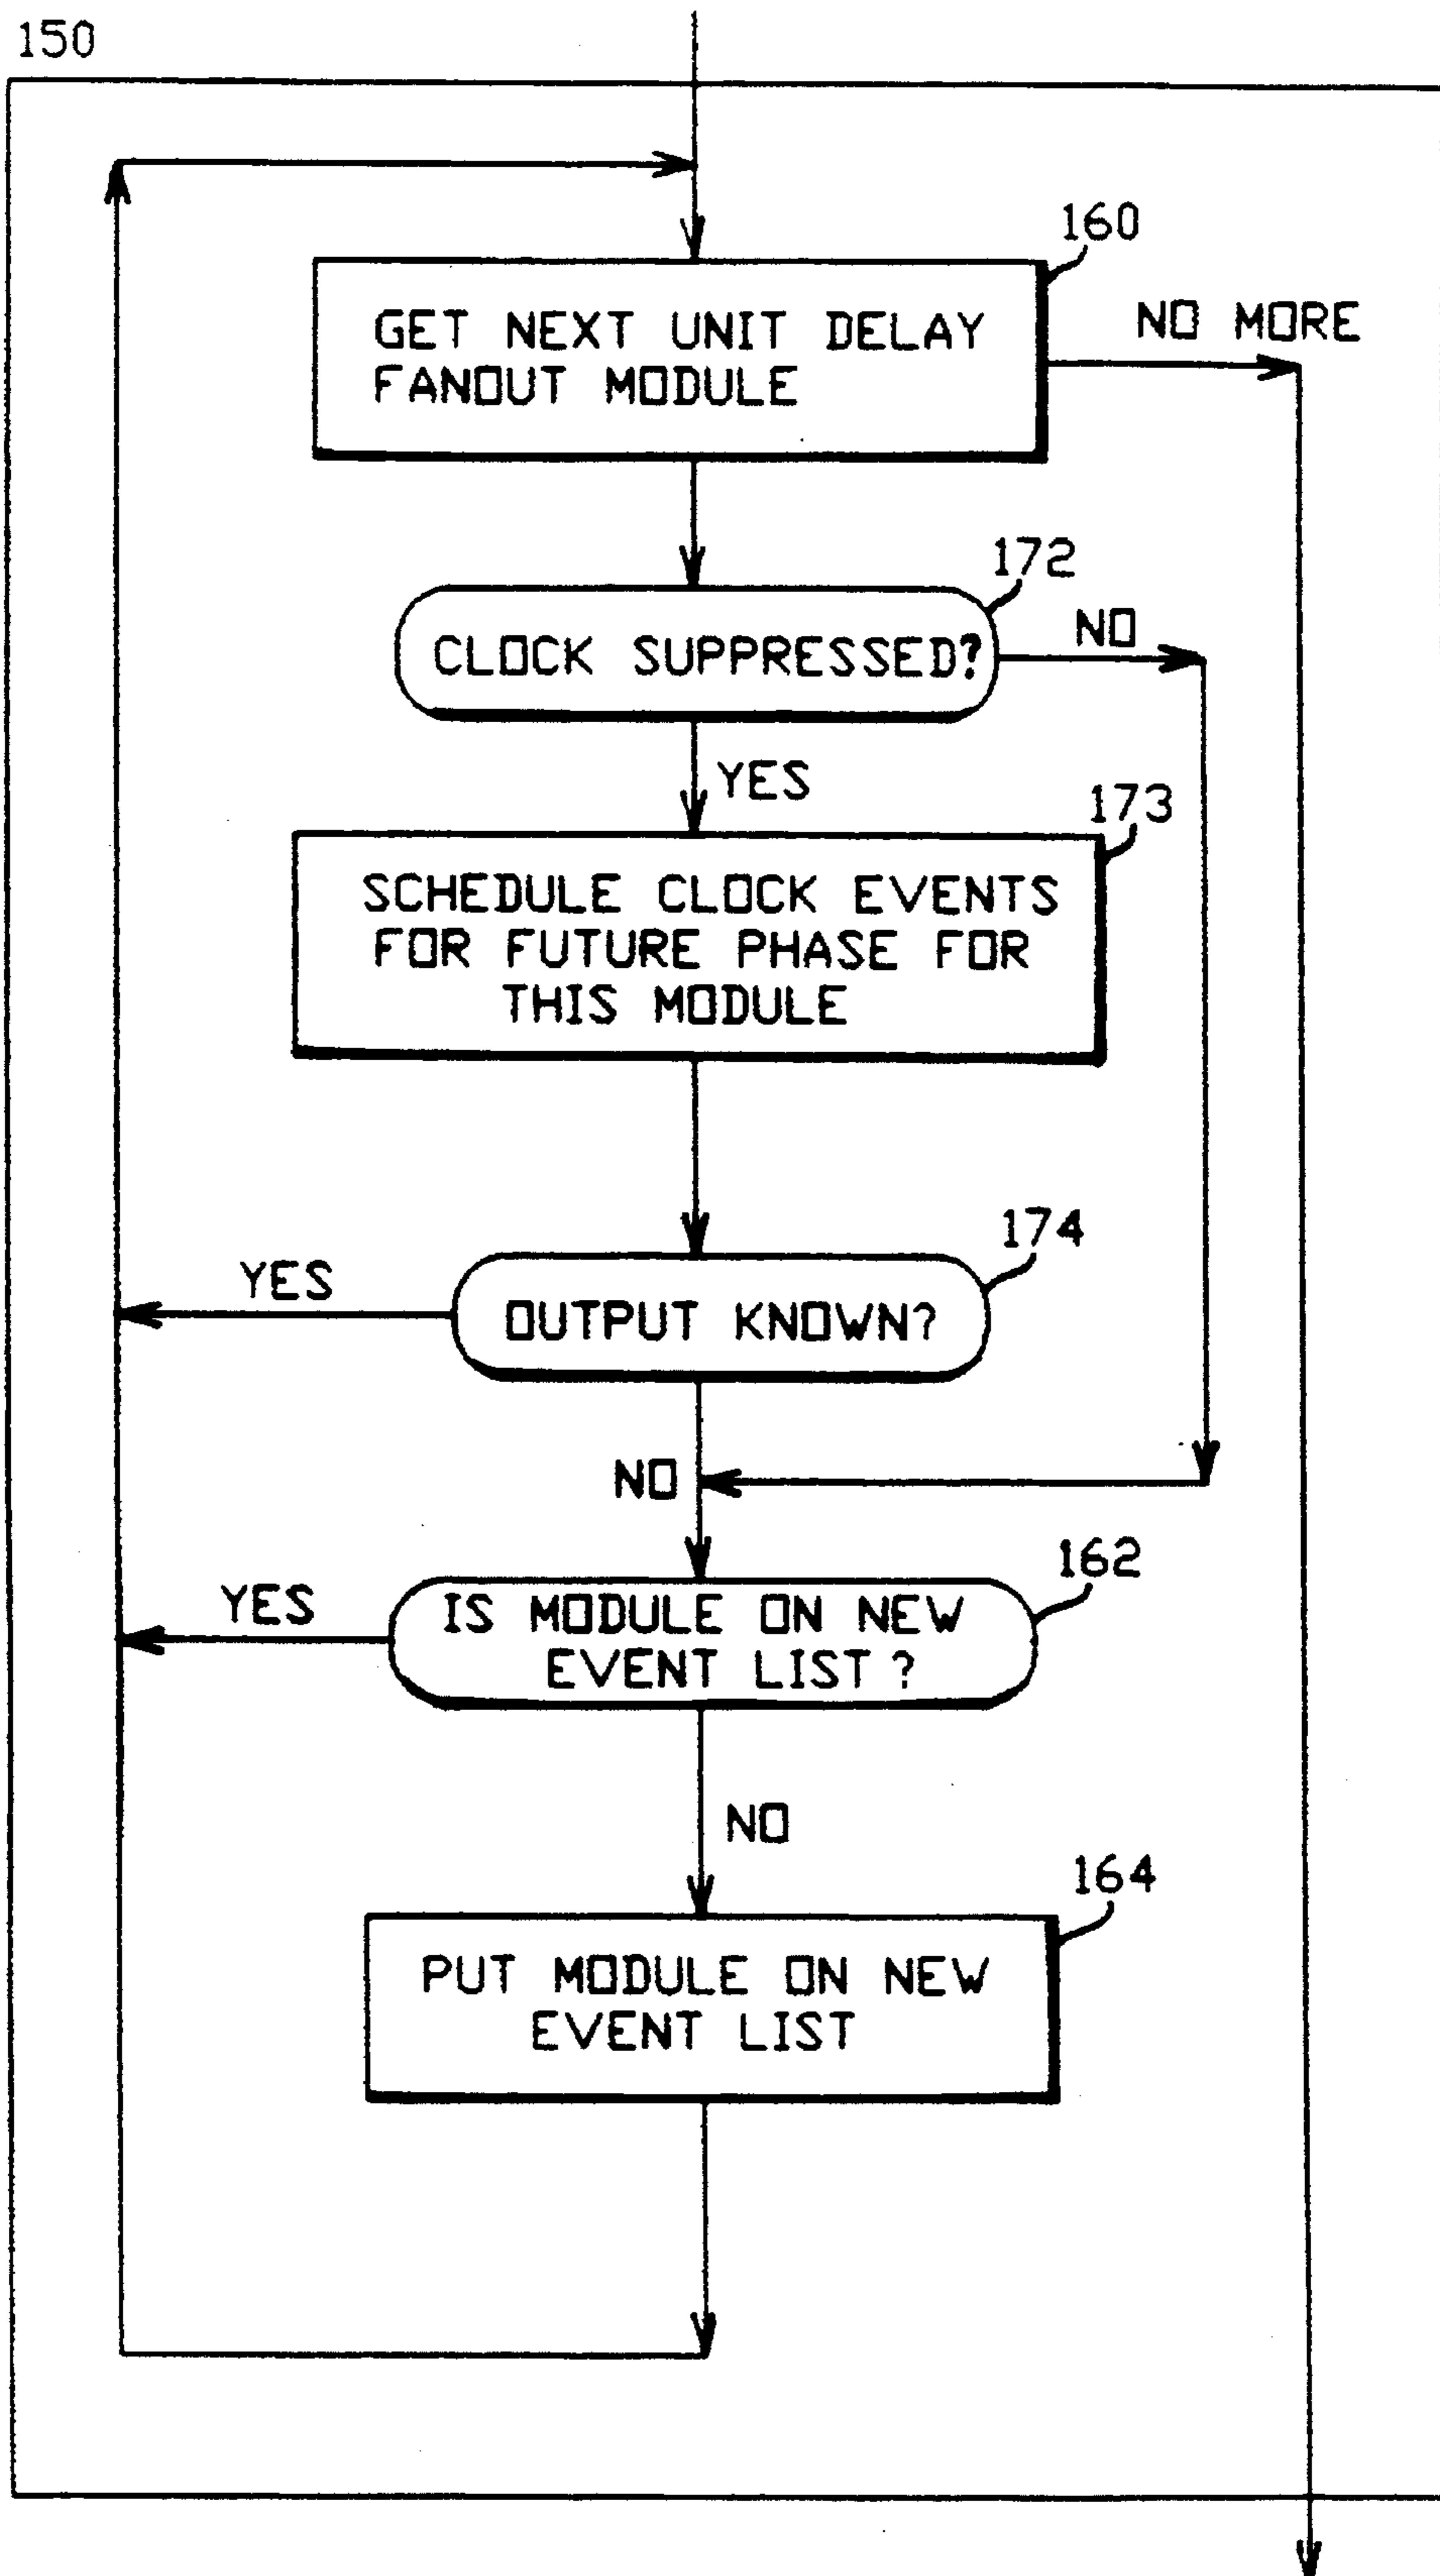 150
160
GET NEXT UNIT DELAY
FANOUT MODULE
NO MORE
172
CLOCK SUPPRESSED?
NO
YES
173
SCHEDULE CLOCK EVENTS
FOR FUTURE PHASE FOR
THIS MODULE
174
YES
OUTPUT KNOWN?
NO
162
YES
IS MODULE ON NEW
EVENT LIST?
NO
164
PUT MODULE ON NEW
EVENT LIST